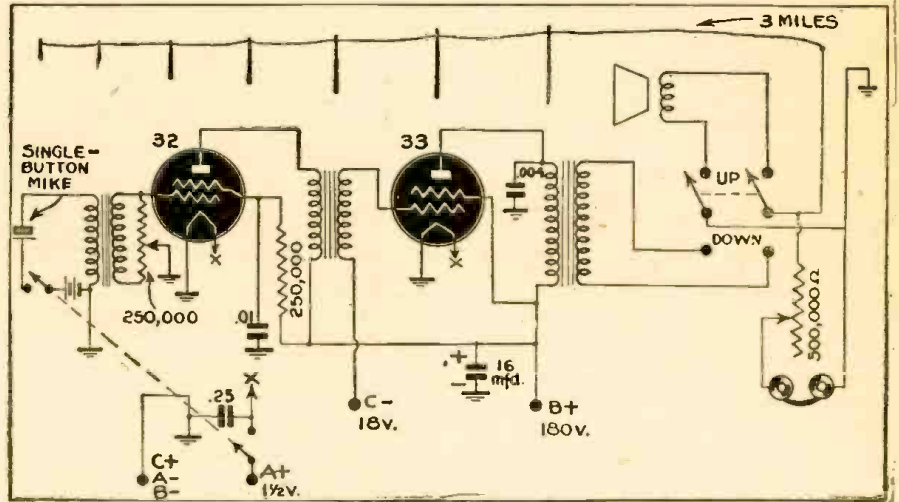 3 MILES
32
33
SINGLE-
BUTTON
MIKE
.004
UP
DOWN
X
X
250,000
250,000
.01
500,000Ω
.+
-
16
mfd.
X
.25
C-
18V.
B+
180V.
C+
A-
B-
A+
1½V.